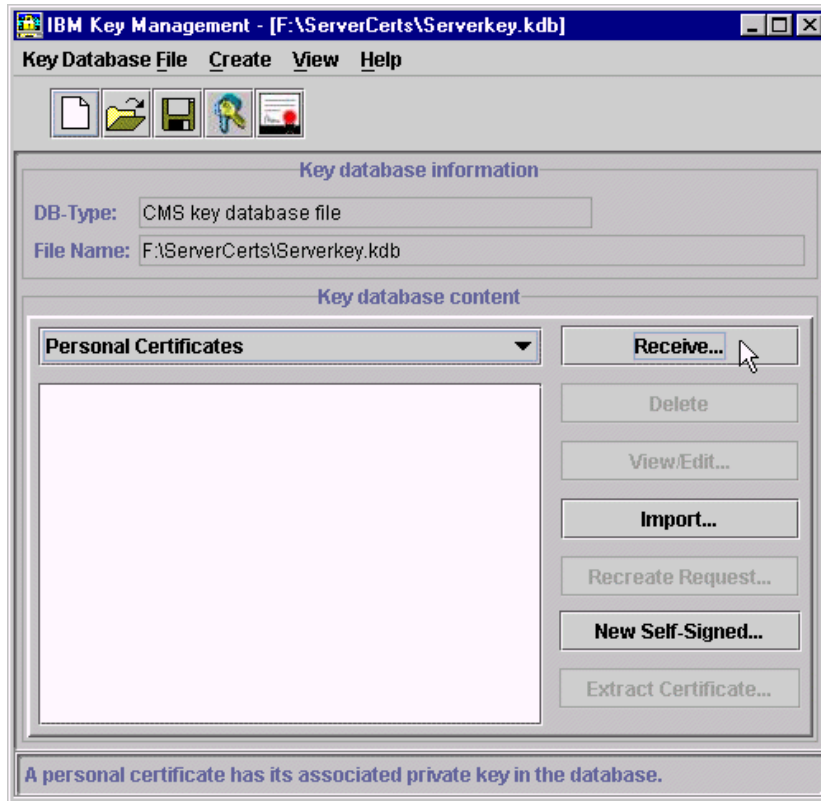 IBM Key Management - [F:\ServerCerts\Serverkey.kdb]
Key Database File Create View Help
Key database information
DB-Type: CMS key database file
File Name: F:\ServerCerts\Serverkey.kdb
Key database content
Personal Certificates
Receive...
Delete
View/Edit...
Import...
Recreate Request...
New Self-Signed...
Extract Certificate...
A personal certificate has its associated private key in the database.